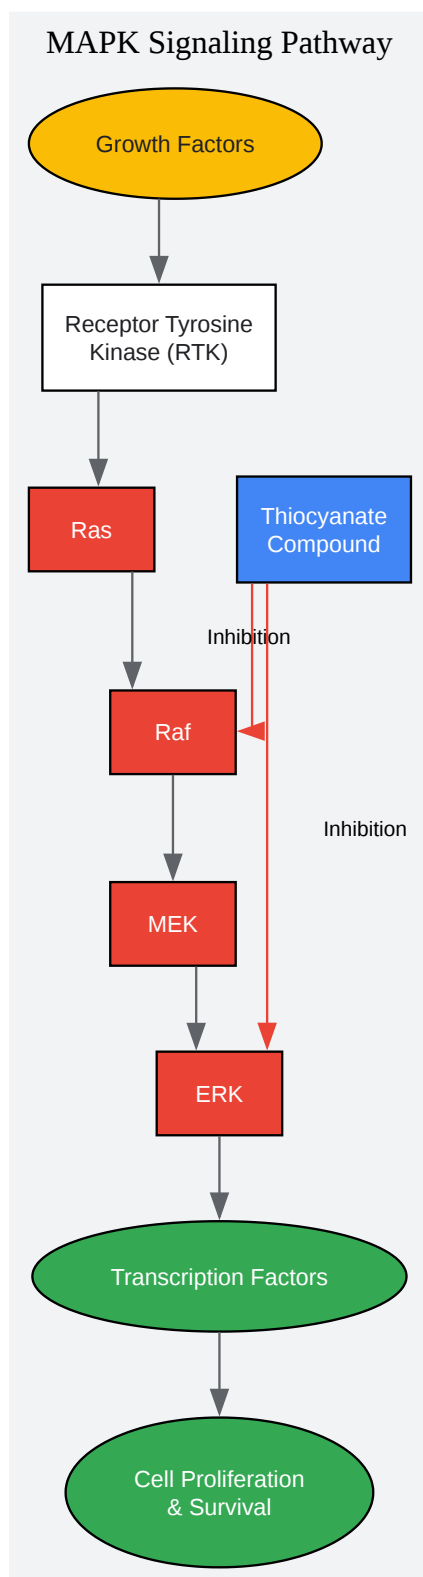 MAPK Signaling Pathway
Growth Factors
Receptor Tyrosine
Kinase (RTK)
Ras
Thiocyanate
Compound
Inhibition
Raf
Inhibition
MEK
ERK
Transcription Factors
Cell Proliferation
& Survival